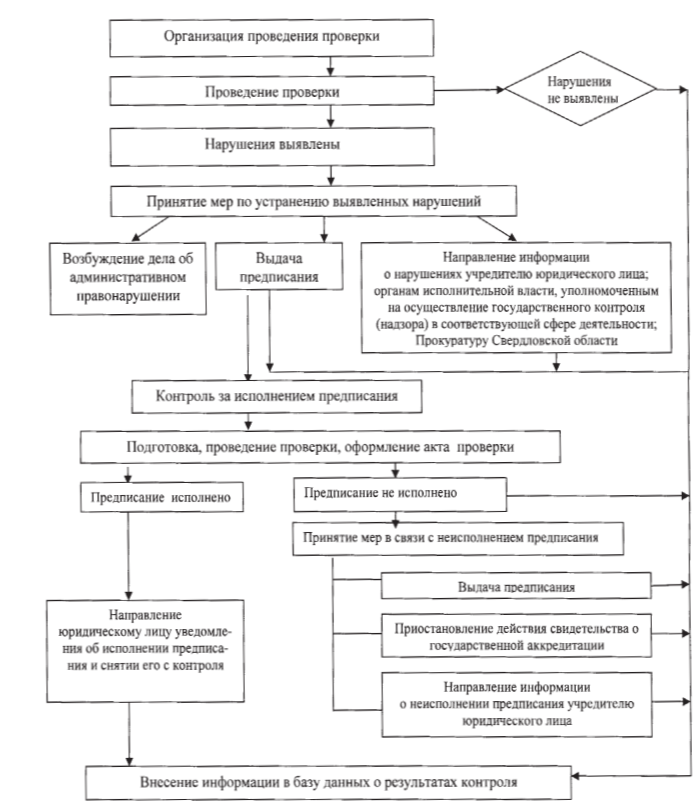 Организация проведения проверки
Проведение проверки
Нарушения
не выявлены
Нарушения выявлены
Принятие мер по устранению выявленных нарушений
Возбуждение дела об
административном
правонарушении
Выдача
предписания
Направление информации
о нарушениях учредителю юридического лица;
органам исполнительной власти, уполномоченным
на осуществление государственного контроля
(надзора) в соответствующей сфере деятельности;
Прокуратуру Свердловской области
Контроль за исполнением предписания
Подготовка, проведение проверки, оформление акта проверки
Предписание исполнено
Предписание не исполнено
Принятие мер в связи с неисполнением предписания
Выдача предписания
Направление
юридическому лицу уведомле-
ния об исполнении предписа-
ния и снятии его с контроля
Приостановление действия свидетельства о
государственной аккредитации
Направление информации
о неисполнении предписания учредителю
юридического лица
Внесение информации в базу данных о результатах контроля